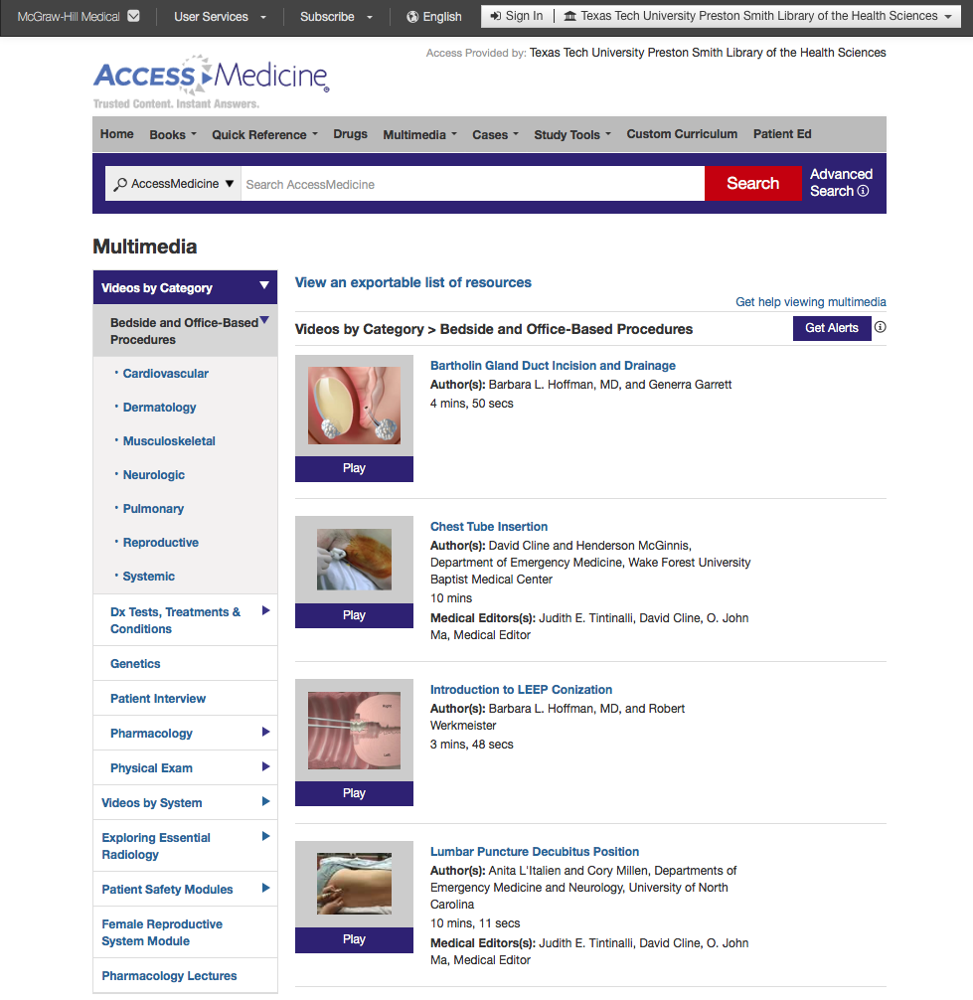 McGraw-Hill Medical
User Services
Subscribe
English
Sign In
Texas Tech University Preston Smith Library of the Health Sciences
Access Provided by: Texas Tech University Preston Smith Library of the Health Sciences
ACCESS Medicine®
Trusted Content. Instant Answers.
Home Books Quick Reference Drugs Multimedia Cases Study Tools Custom Curriculum Patient Ed
AccessMedicine
Search AccessMedicine
Search
Advanced
Search
Multimedia
Videos by Category
Bedside and Office-Based
Procedures
Cardiovascular
Dermatology
Musculoskeletal
Neurologic
Pulmonary
Reproductive
Systemic
Dx Tests, Treatments &
Conditions
Genetics
Patient Interview
Pharmacology
Physical Exam
Videos by System
Exploring Essential
Radiology
Patient Safety Modules
Female Reproductive
System Module
Pharmacology Lectures
View an exportable list of resources
Get help viewing multimedia
Videos by Category > Bedside and Office-Based Procedures
Get Alerts
Bartholin Gland Duct Incision and Drainage
Author(s): Barbara L. Hoffman, MD, and Generra Garrett
4 mins, 50 secs
Play
Chest Tube Insertion
Author(s): David Cline and Henderson McGinnis,
Department of Emergency Medicine, Wake Forest University
Baptist Medical Center
10 mins
Medical Editors(s): Judith E. Tintinalli, David Cline, O. John
Ma, Medical Editor
Play
Introduction to LEEP Conization
Author(s): Barbara L. Hoffman, MD, and Robert
Werkmeister
3 mins, 48 secs
Right
Left
Play
Lumbar Puncture Decubitus Position
Author(s): Anita L'Italien and Cory Millen, Departments of
Emergency Medicine and Neurology, University of North
Carolina
10 mins, 11 secs
Medical Editors(s): Judith E. Tintinalli, David Cline, O. John
Ma, Medical Editor
Play